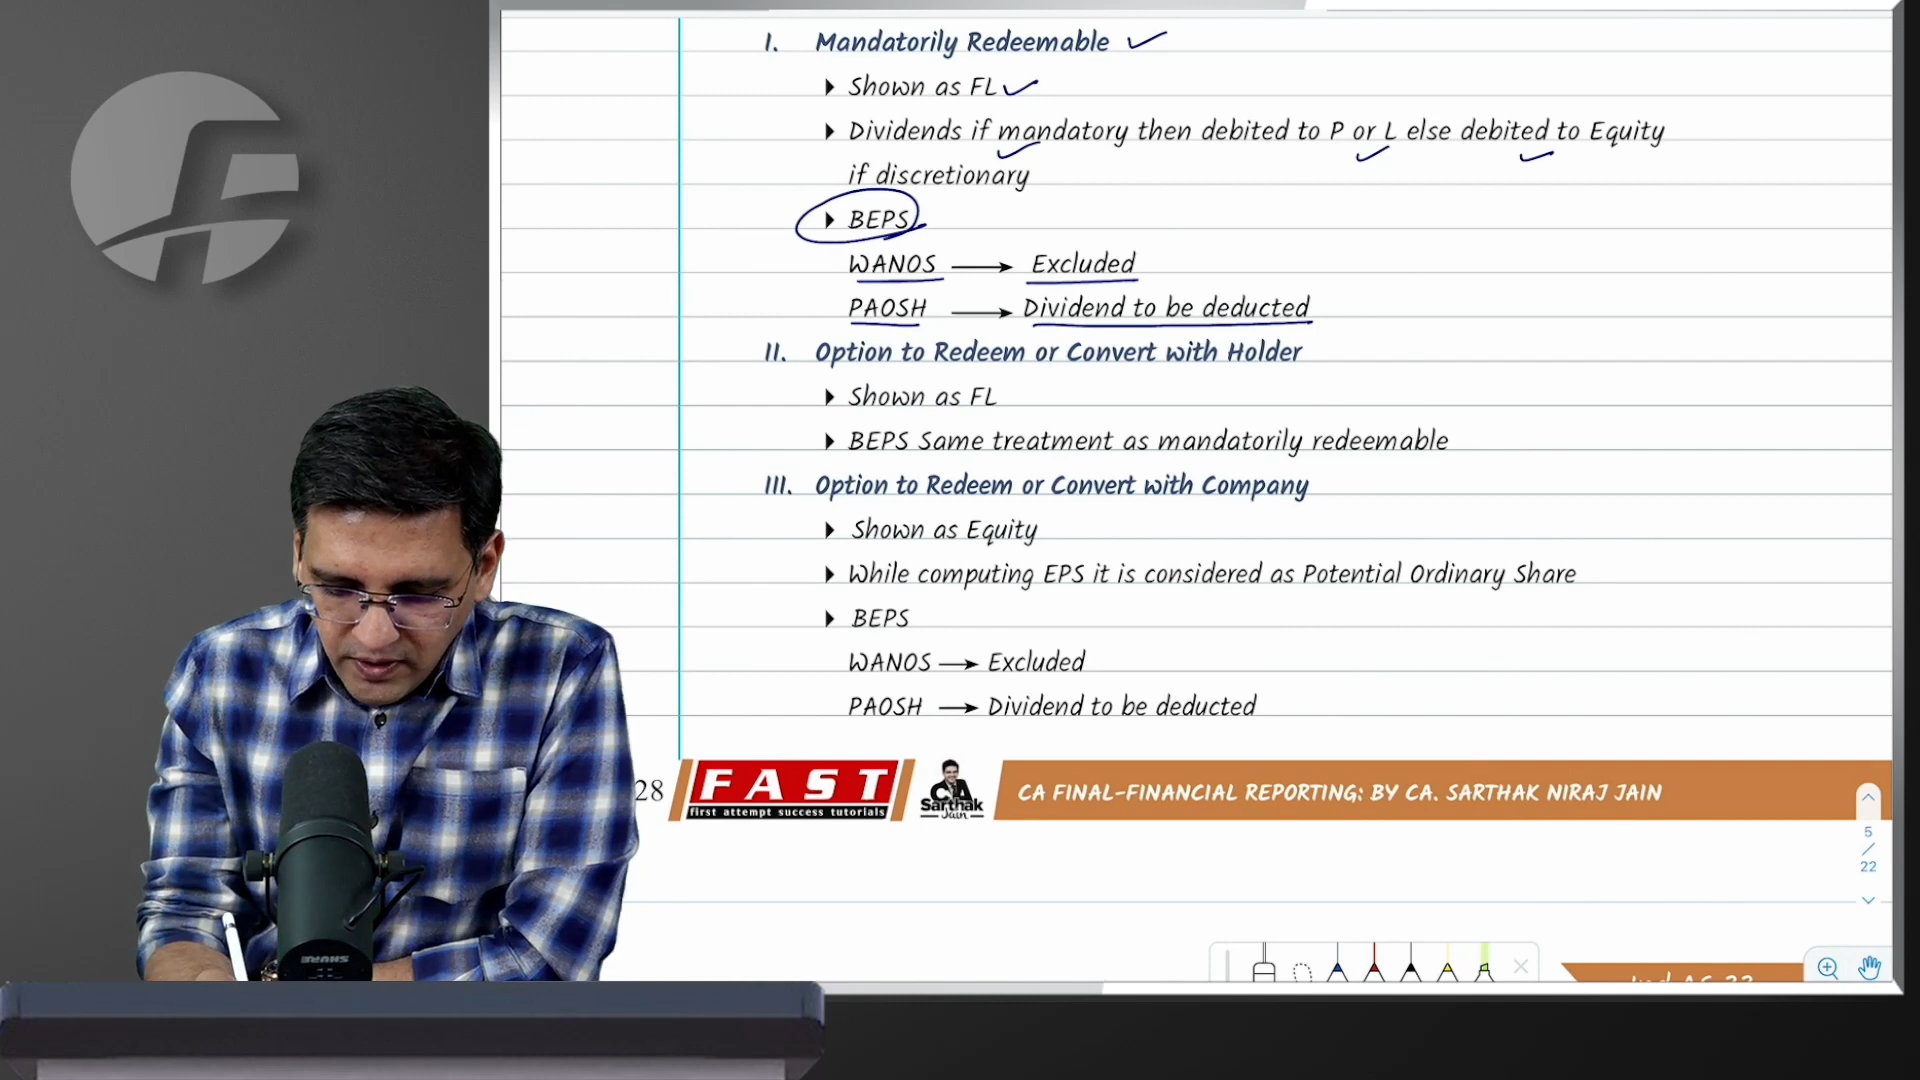 I. Mandatorily Redeemable
Shown as FL
Dividends if mandatory then debited to P or L else debited to Equity
if discretionary
BEPS
WANOS → Excluded
PAOSH → Dividend to be deducted
II. Option to Redeem or Convert with Holder
Shown as FL
BEPS Same treatment as mandatorily redeemable
III. Option to Redeem or Convert with Company
Shown as Equity
While computing EPS it is considered as Potential Ordinary Share
BEPS
WANOS → Excluded
PAOSH → Dividend to be deducted
28
FAST
first attempt success tutorials
CA
Sarthak
Jain
CA FINAL-FINANCIAL REPORTING: BY CA. SARTHAK NIRAJ JAIN
5
/
22
SHURE